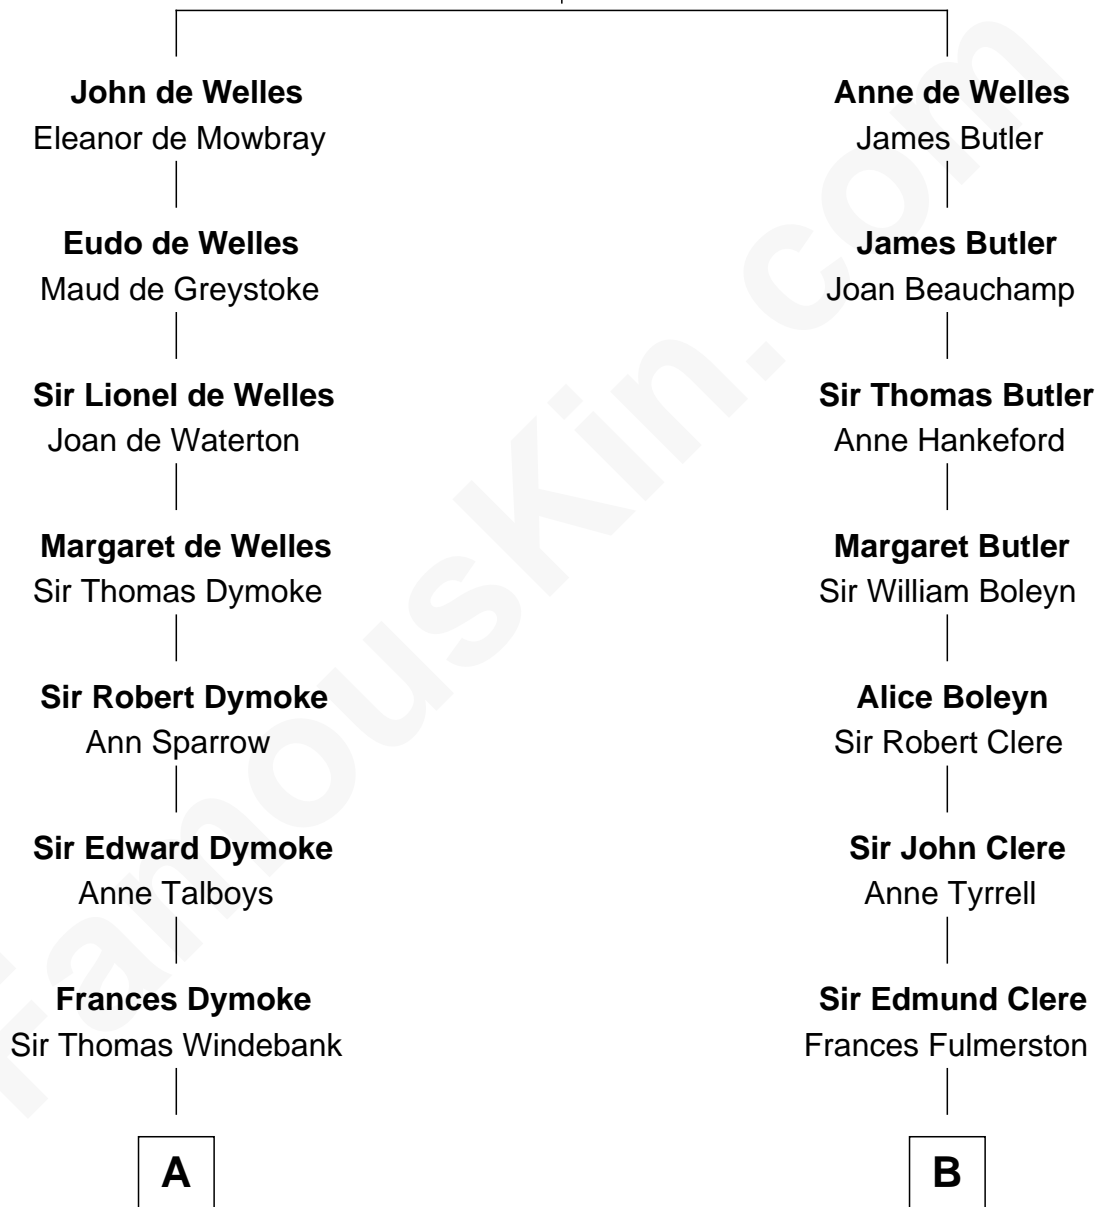 John de Welles
Eleanor de Mowbray
Eudo de Welles
Maud de Greystoke
Sir Lionel de Welles
Joan de Waterton
Margaret de Welles
Sir Thomas Dymoke
Sir Robert Dymoke
Ann Sparrow
Sir Edward Dymoke
Anne Talboys
Frances Dymoke
Sir Thomas Windebank
A
Anne de Welles
James Butler
James Butler
Joan Beauchamp
Sir Thomas Butler
Anne Hankeford
Margaret Butler
Sir William Boleyn
Alice Boleyn
Sir Robert Clere
Sir John Clere
Anne Tyrrell
Sir Edmund Clere
Frances Fulmerston
B
FamousKin.com